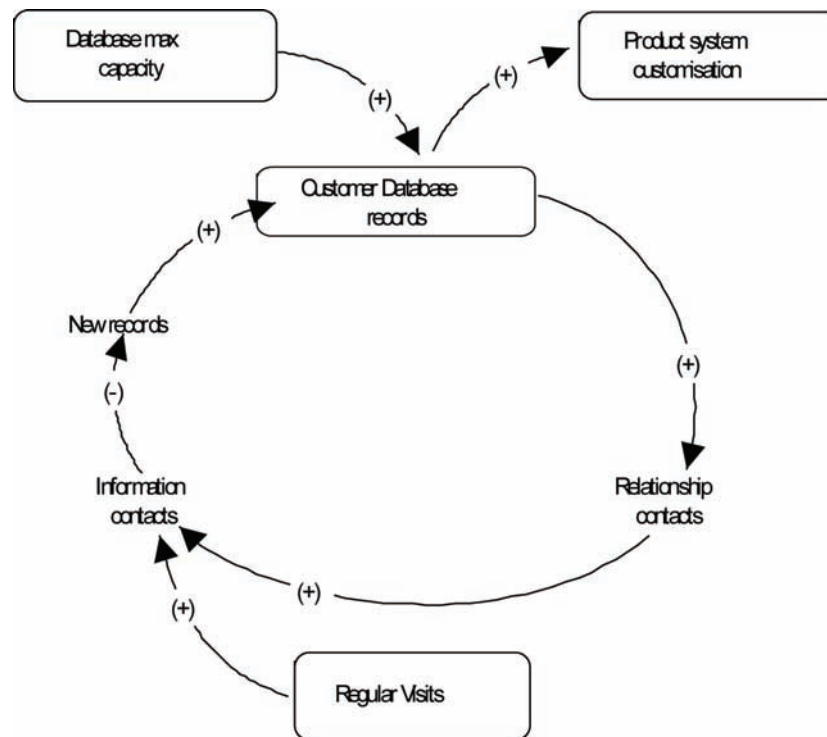 Database max
capacity
Product system
customisation
(+)
(+)
Customer Database
records
(+)
New records
(+)
(-)
Information
contacts
Relationship
contacts
(+)
(+)
Regular Visits